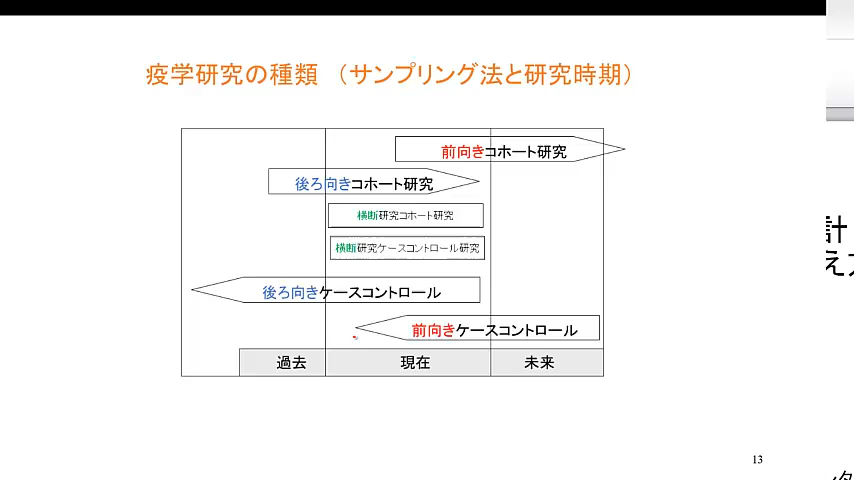 疫学研究の種類 （サンプリング法と研究時期）
前向きコホート研究
後ろ向きコホート研究
横断研究コホート研究
横断研究ケースコントロール研究
後ろ向きケースコントロール
前向きケースコントロール
過去 現在 未来
13
計
え